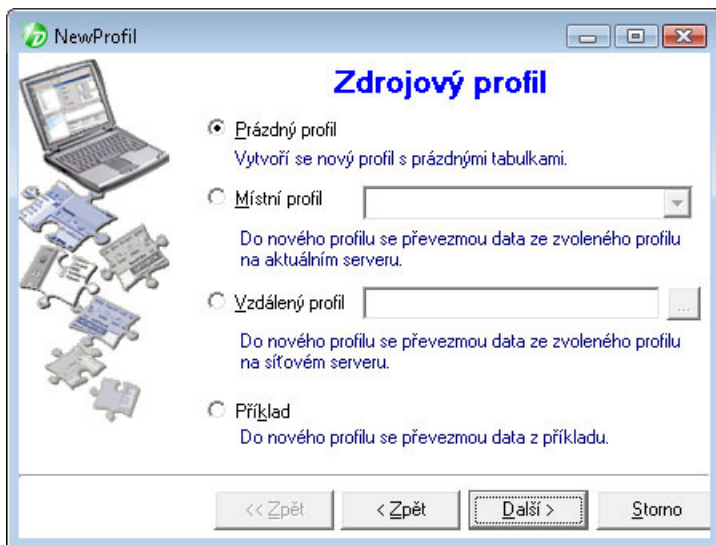 NewProfil
Zdrojový profil
Prázdný profil
Vytvoří se nový profil s prázdnými tabulkami.
Místní profil
Do nového profilu se převezmou data ze zvoleného profilu
na aktuálním serveru.
Vzdálený profil ...
Do nového profilu se převezmou data ze zvoleného profilu
na síťovém serveru.
Příklad
Do nového profilu se převezmou data z příkladu.
<< Zpět < Zpět Další > Storno